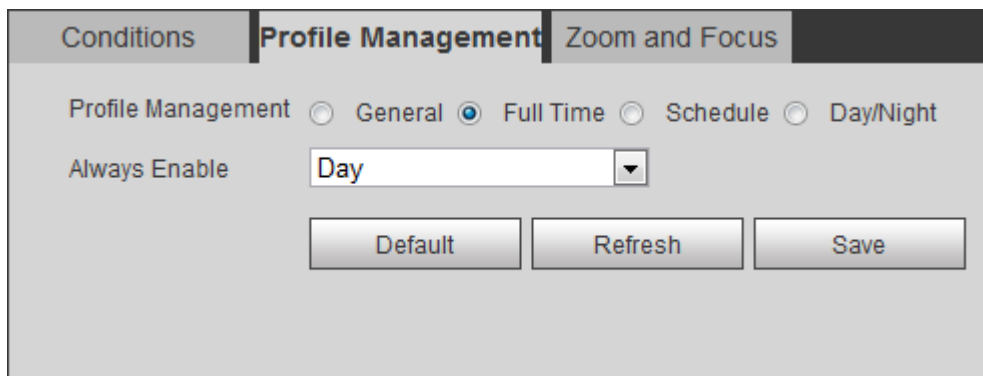 Conditions Profile Management Zoom and Focus
Profile Management General Full Time Schedule Day/Night
Always Enable Day
Default Refresh Save